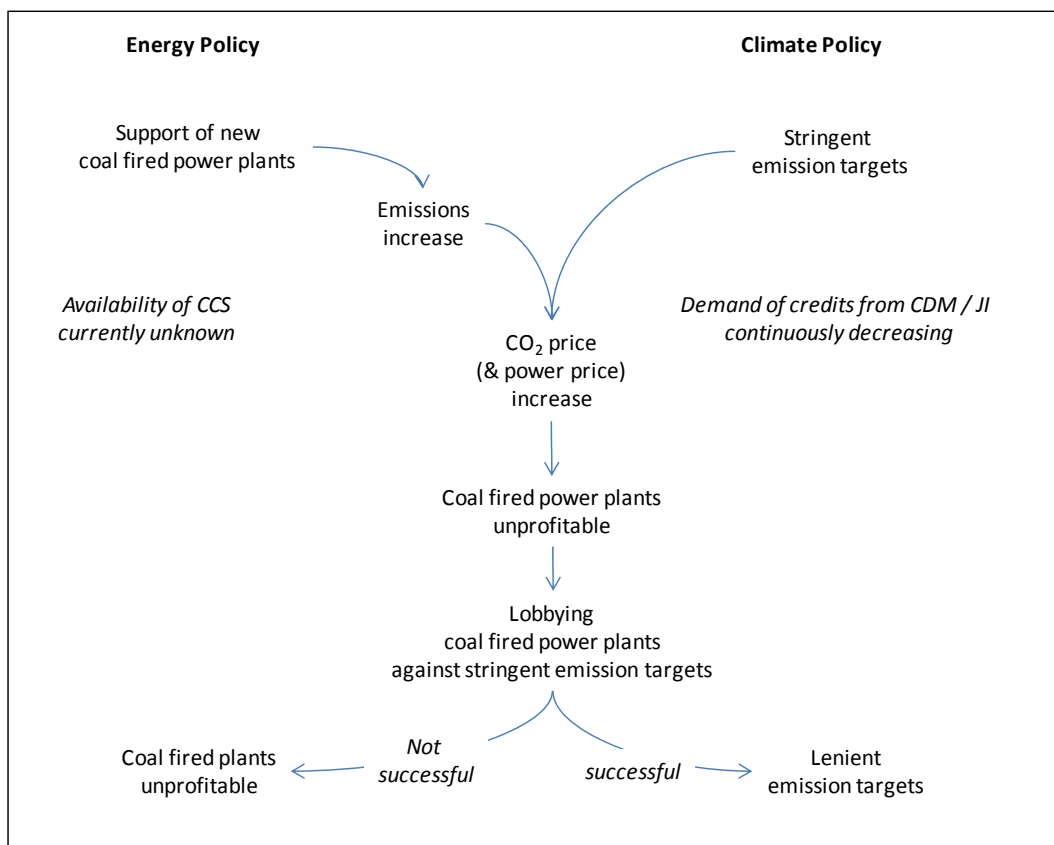 Energy Policy
Climate Policy
Support of new
coal fired power plants
Stringent
emission targets
Emissions
increase
Availability of CCS
currently unknown
Demand of credits from CDM / JI
continuously decreasing
CO₂ price
(& power price)
increase
Coal fired power plants
unprofitable
Lobbying
coal fired power plants
against stringent emission targets
Not
successful
successful
Coal fired plants
unprofitable
Lenient
emission targets